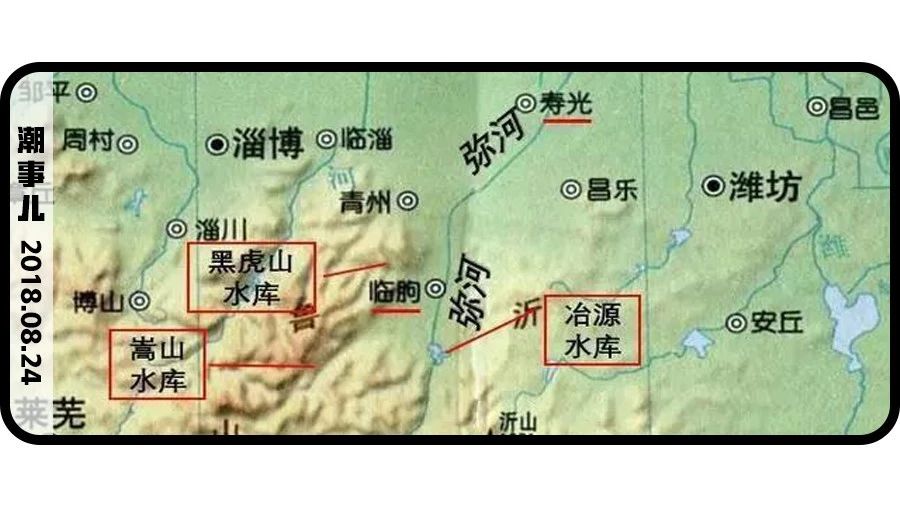 潮事儿 2018.08.24
邹平
寿光
昌邑
周村
淄博
临淄
弥河
河
青州
昌乐
潍坊
淄川
潍
黑虎山
水库
博山
鲁
临朐
弥河
沂
冶源
水库
安丘
嵩山
水库
莱芜
山
沂山